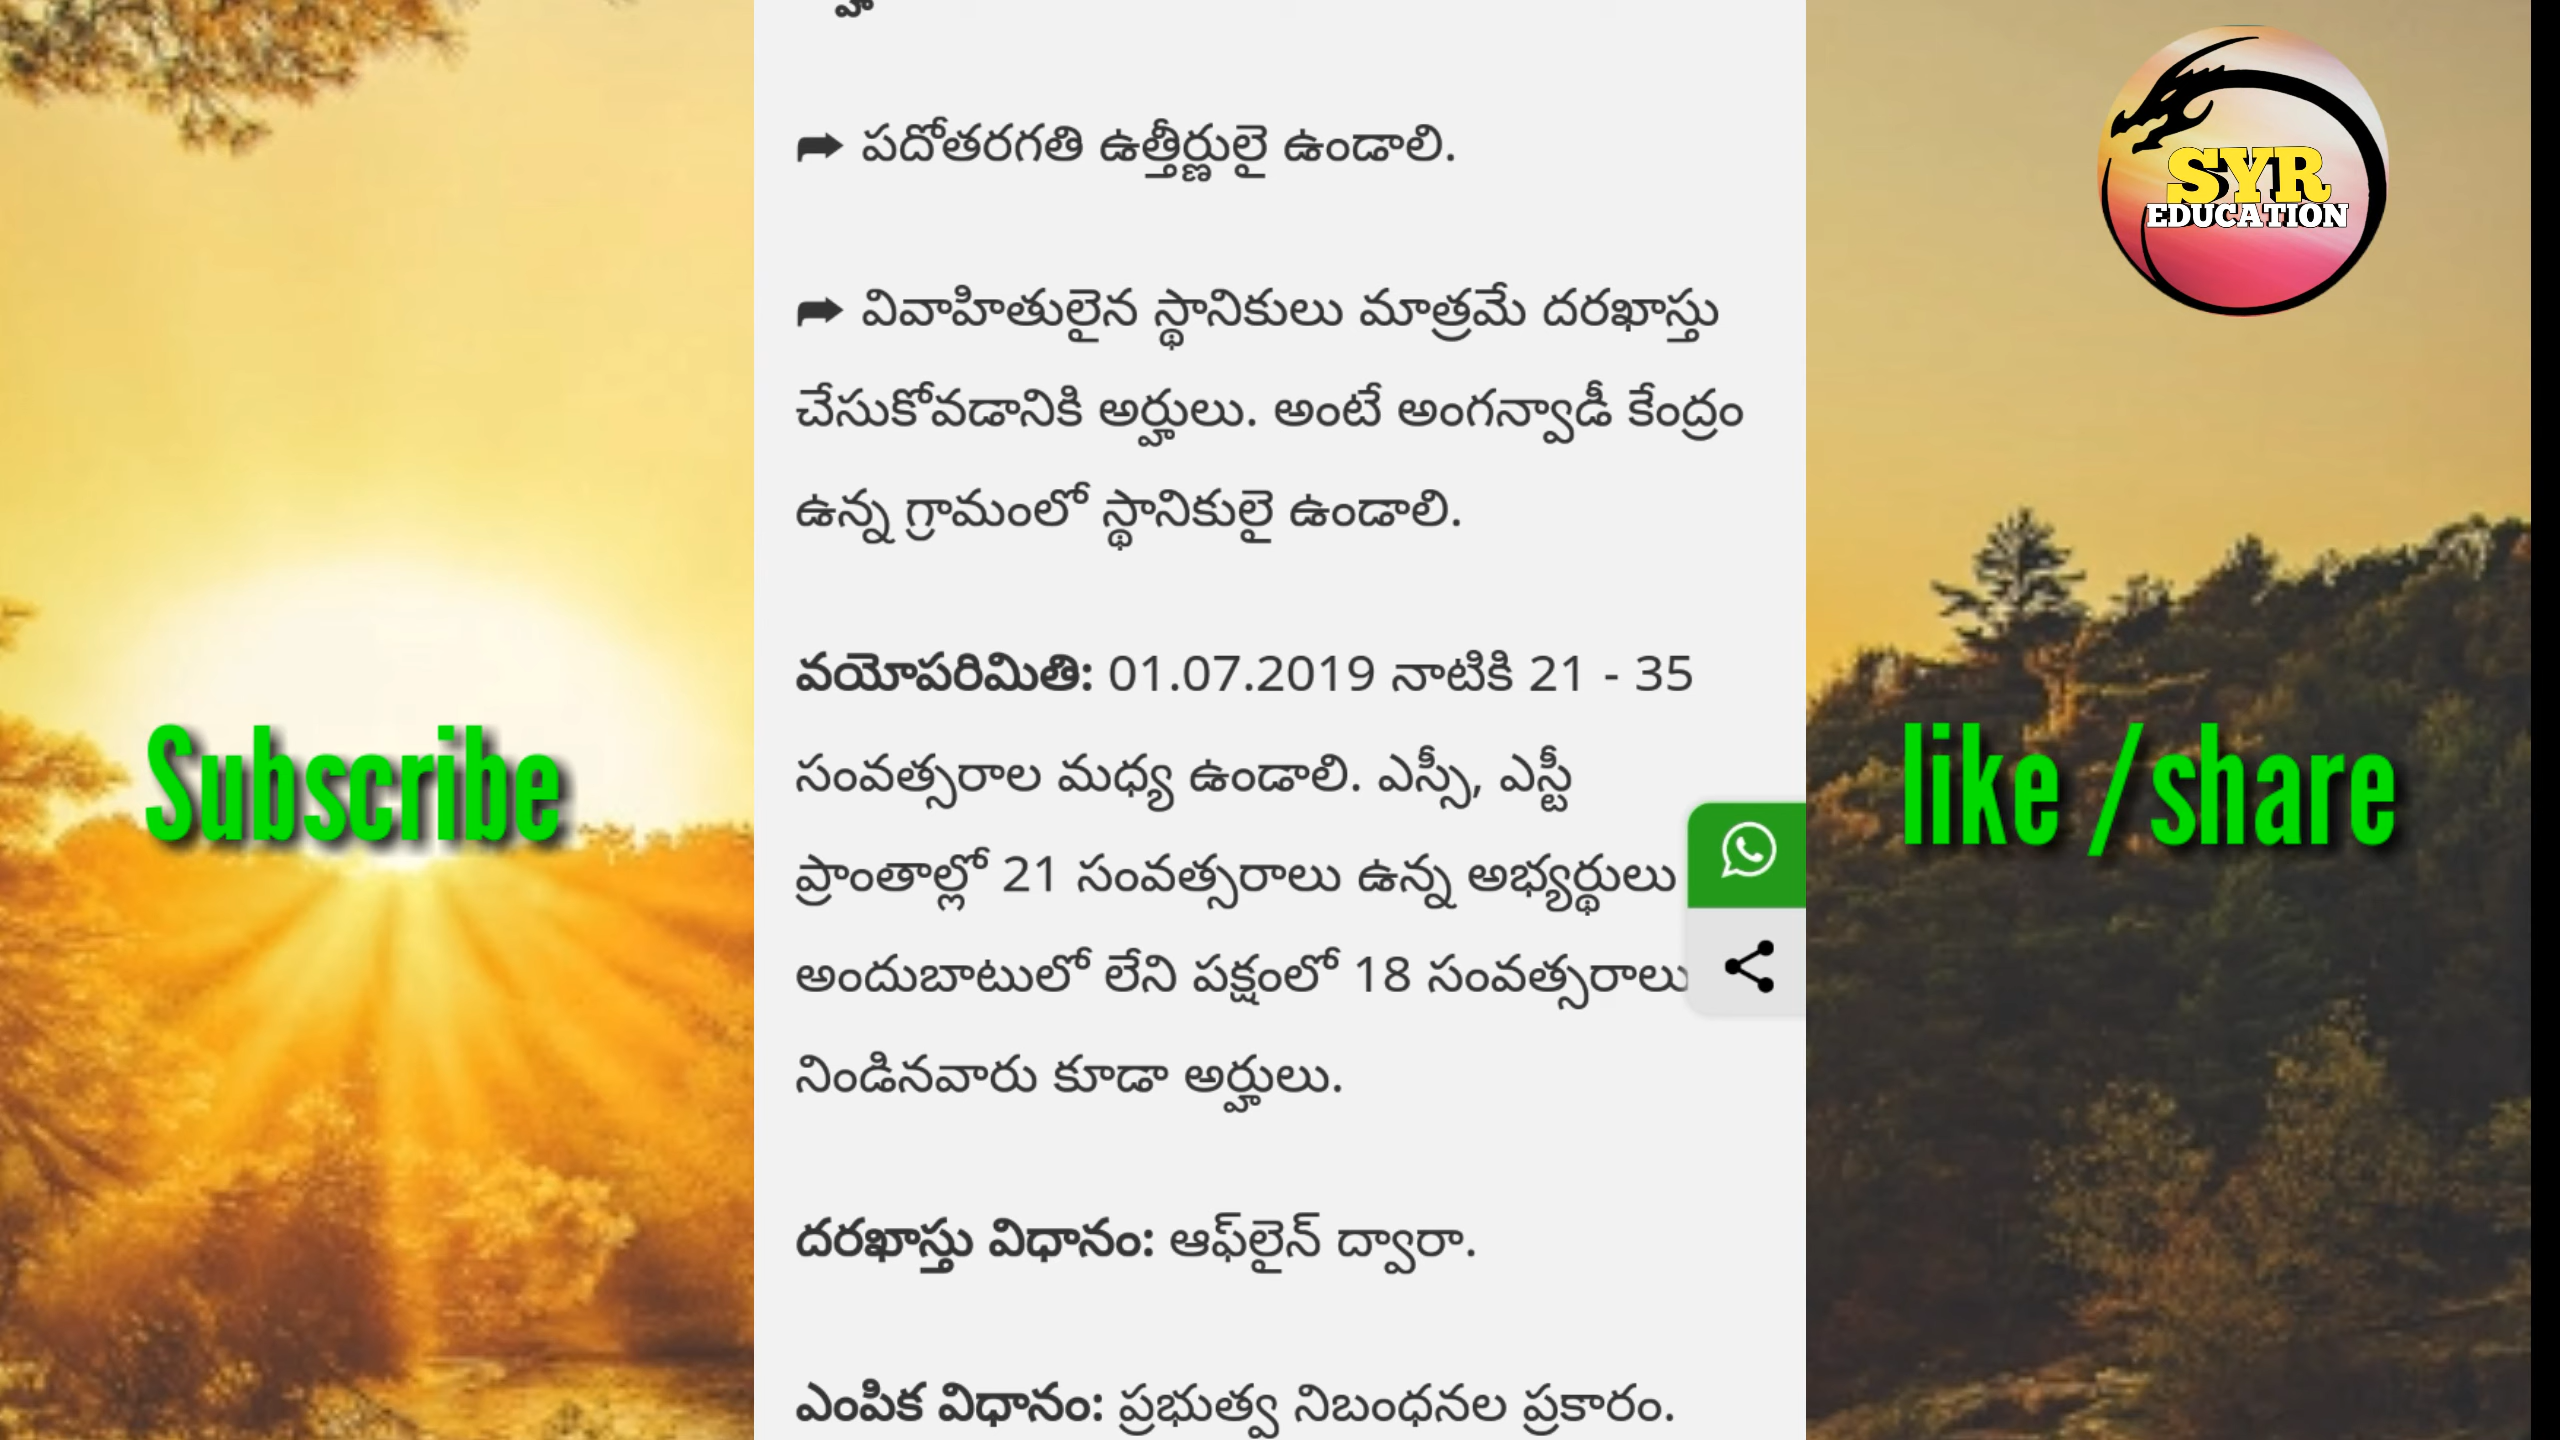 ➦ పదోతరగతి ఉత్తీర్ణులై ఉండాలి.
➦ వివాహితులైన స్థానికులు మాత్రమే దరఖాస్తు
చేసుకోవడానికి అర్హులు. అంటే అంగన్వాడీ కేంద్రం
ఉన్న గ్రామంలో స్థానికులై ఉండాలి.
వయోపరిమితి: 01.07.2019 నాటికి 21 - 35
సంవత్సరాల మధ్య ఉండాలి. ఎస్సీ, ఎస్టీ
ప్రాంతాల్లో 21 సంవత్సరాలు ఉన్న అభ్యర్థులు
అందుబాటులో లేని పక్షంలో 18 సంవత్సరాలు
నిండినవారు కూడా అర్హులు.
దరఖాస్తు విధానం: ఆఫ్‌లైన్ ద్వారా.
ఎంపిక విధానం: ప్రభుత్వ నిబంధనల ప్రకారం.
Subscribe
like /share
SYR
EDUCATION